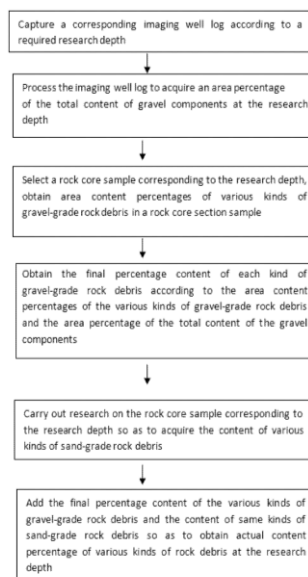 Capture a corresponding imaging well log according to a
required research depth
Process the imaging well log to acquire an area percentage
of the total content of gravel components at the research
depth
Select a rock core sample corresponding to the research depth,
obtain area content percentages of various kinds of
gravel-grade rock debris in a rock core section sample
Obtain the final percentage content of each kind of
gravel-grade rock debris according to the area content
percentages of the various kinds of gravel-grade rock debris
and the area percentage of the total content of the gravel
components
Carry out research on the rock core sample corresponding to
the research depth so as to acquire the content of various
kinds of sand-grade rock debris
Add the final percentage content of the various kinds of
gravel-grade rock debris and the content of same kinds of
sand-grade rock debris so as to obtain actual content
percentage of various kinds of rock debris at the research
depth